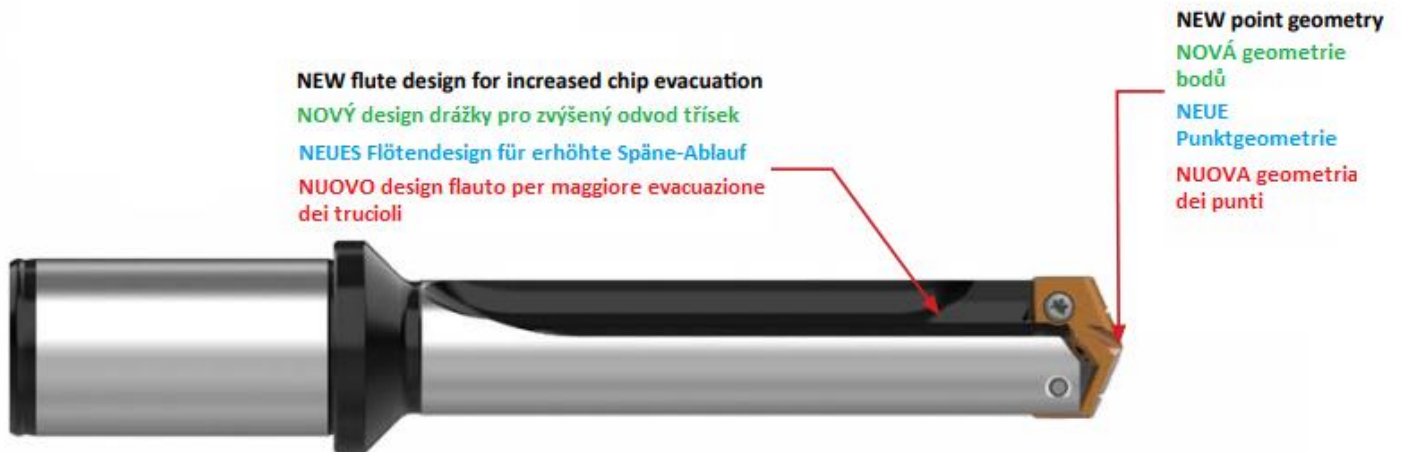 NEW point geometry
NOVÁ geometrie
bodů
NEUE
Punktgeometrie
NUOVA geometria
dei punti
NEW flute design for increased chip evacuation
NOVÝ design drážky pro zvýšený odvod třísek
NEUES Flötendesign für erhöhte Späne-Ablauf
NUOVO design flauto per maggiore evacuazione
dei trucioli